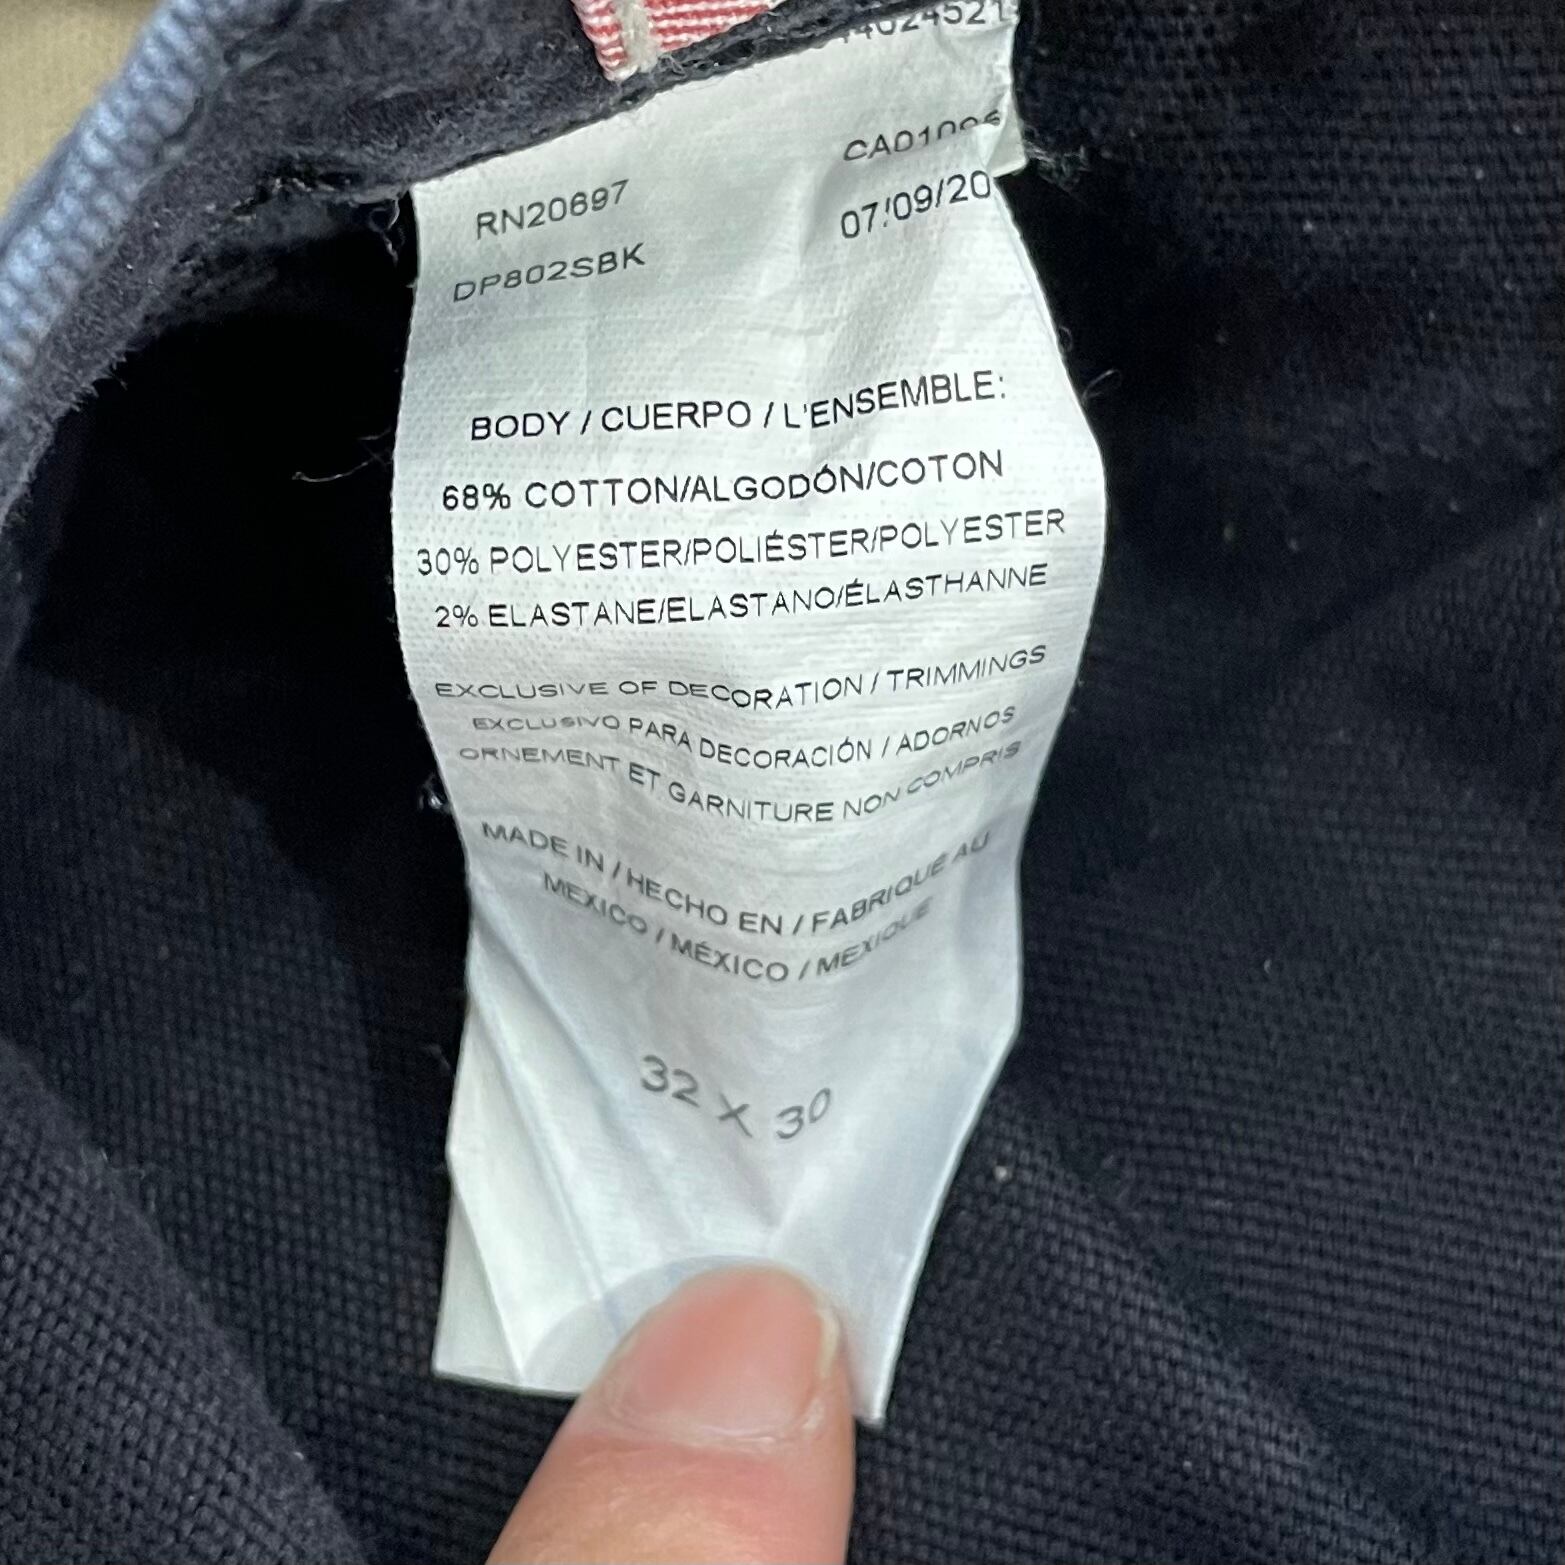 RN20697
DP802SBK
07/09/20
BODY / CUERPO / L'ENSEMBLE:
68% COTTON/ALGODÓN/COTON
30% POLYESTER/POLIÉSTER/POLYESTER
2% ELASTANE/ELASTANO/ÉLASTHANNE
EXCLUSIVE OF DECORATION / TRIMMINGS
EXCLUSIVO PARA DECORACIÓN / ADORNOS
ORNEMENT ET GARNITURE NON COMPRIS
MADE IN / HECHO EN / FABRIQUÉ AU
MEXICO / MÉXICO / MEXIQUE
32 X 30